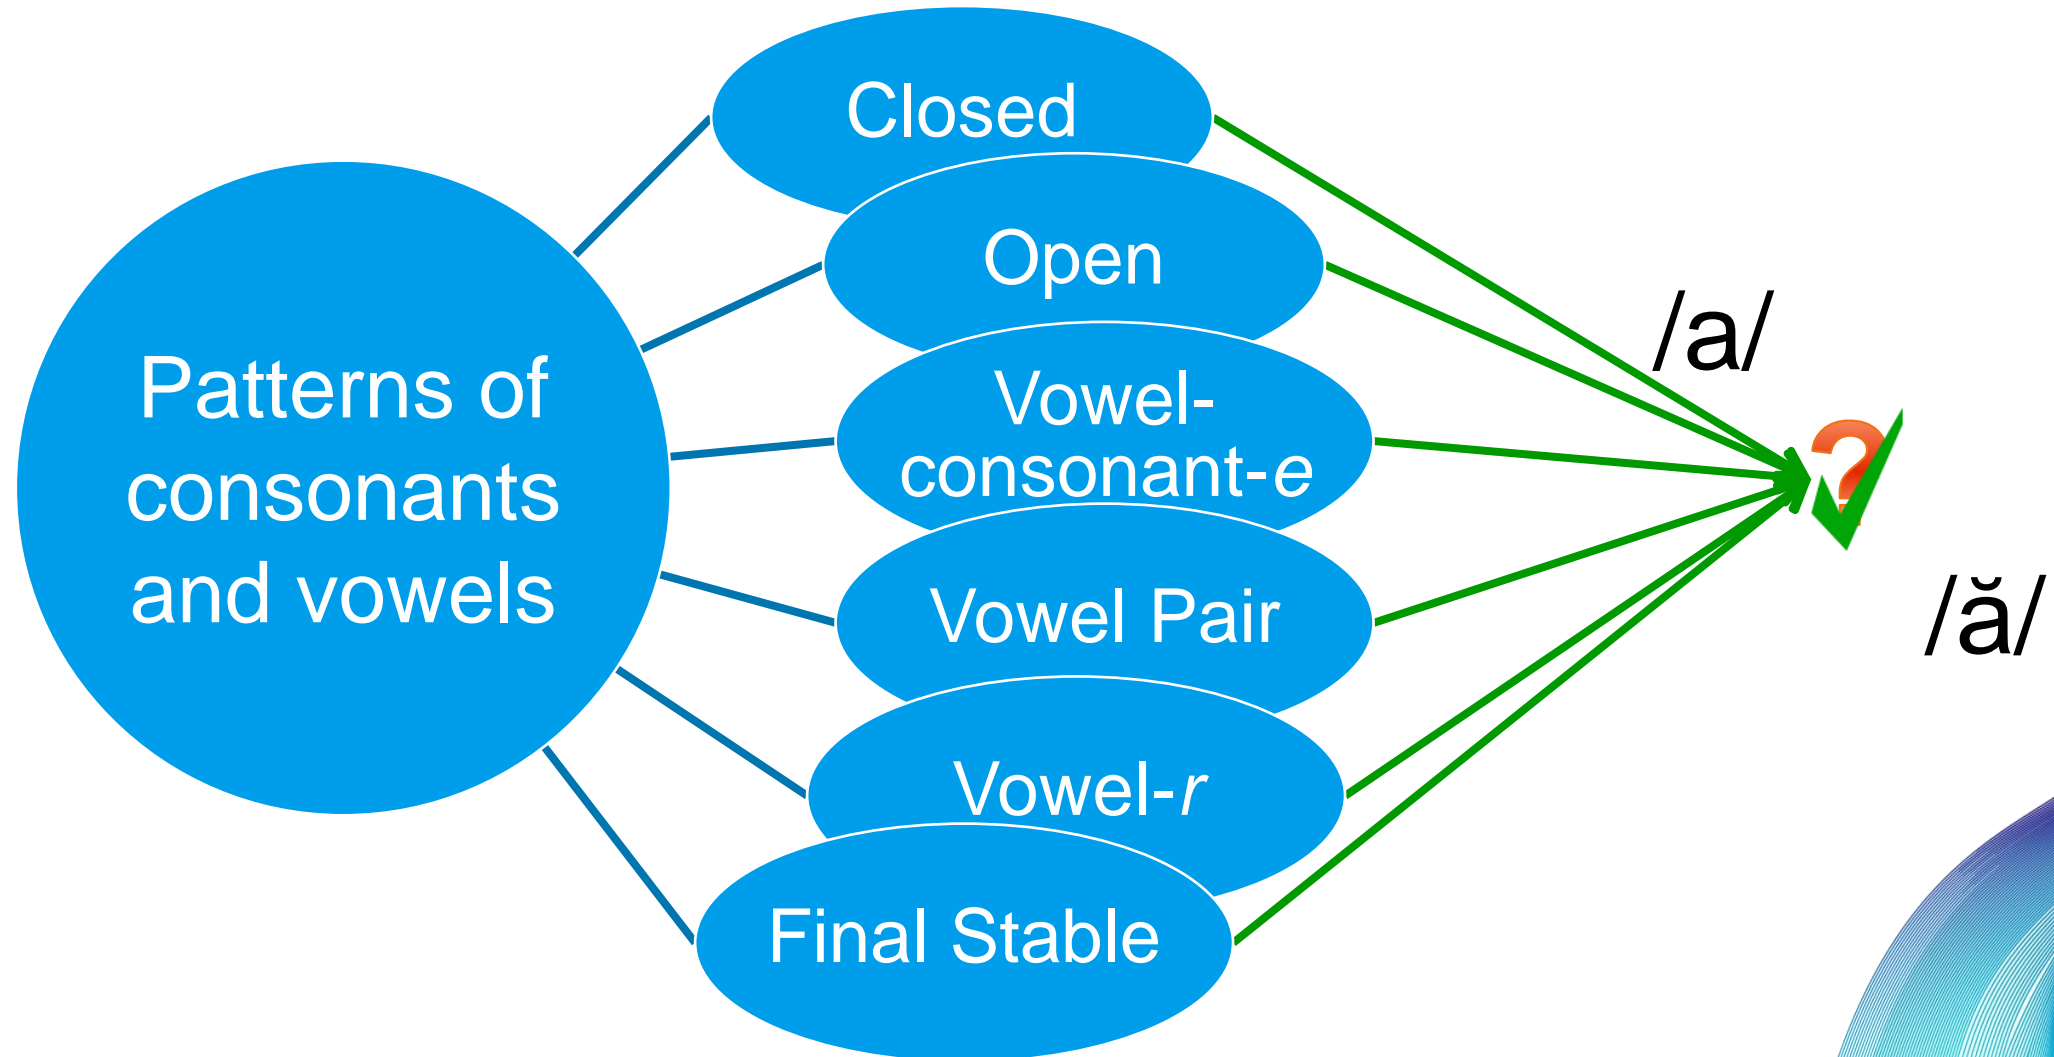 Patterns of
consonants
and vowels
Closed
Open
Vowel-
consonant-e
Vowel Pair
Vowel-r
Final Stable
/a/
?
/ă/